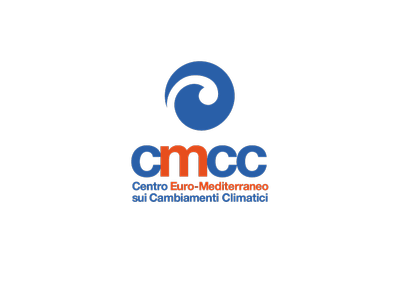 cmcc
Centro Euro-Mediterraneo
sui Cambiamenti Climatici